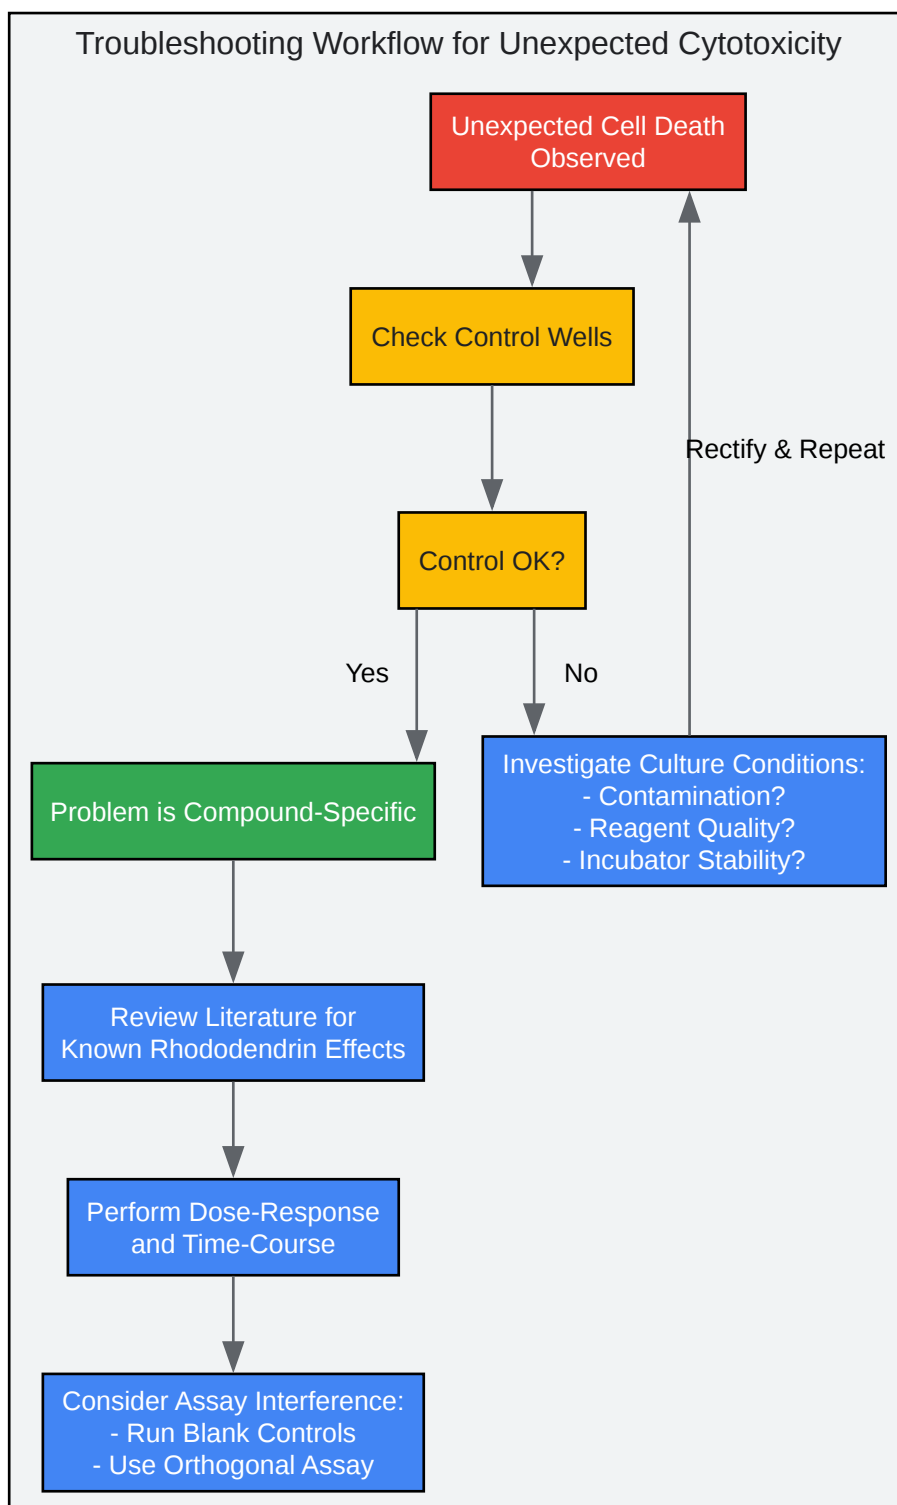 Troubleshooting Workflow for Unexpected Cytotoxicity
Unexpected Cell Death
Observed
Check Control Wells
Rectify & Repeat
Control OK?
Yes
No
Investigate Culture Conditions:
- Contamination?
- Reagent Quality?
- Incubator Stability?
Problem is Compound-Specific
Review Literature for
Known Rhododendrin Effects
Perform Dose-Response
and Time-Course
Consider Assay Interference:
- Run Blank Controls
- Use Orthogonal Assay